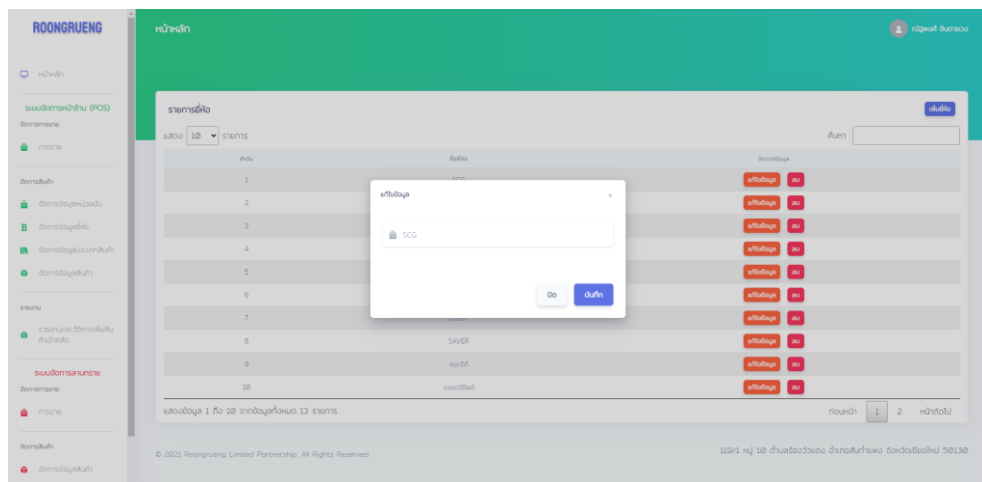 ROONGRUENG
หน้าหลัก
ณัฐพงศ์ อินตายวง
หน้าหลัก
ระบบจัดการหน้าร้าน (POS)
จัดการการขาย
การขาย
จัดการสินค้า
จัดการข้อมูลหน่วยนับ
จัดการข้อมูลยี่ห้อ
จัดการข้อมูลประเภทสินค้า
จัดการข้อมูลสินค้า
รายงาน
รายงานประวัติการเพิ่มสิน
ค้าเข้าคลัง
ระบบจัดการลานทราย
จัดการการขาย
การขาย
จัดการสินค้า
จัดการข้อมูลสินค้า
รายการยี่ห้อ
เพิ่มยี่ห้อ
แสดง 10 รายการ
ค้นหา
ลำดับ ชื่อยี่ห้อ จัดการข้อมูล
1 SCG แก้ไขข้อมูล ลบ
2 แก้ไขข้อมูล ลบ
3 แก้ไขข้อมูล ลบ
4 แก้ไขข้อมูล ลบ
5 แก้ไขข้อมูล ลบ
6 แก้ไขข้อมูล ลบ
7 แก้ไขข้อมูล ลบ
8 SAVER แก้ไขข้อมูล ลบ
9 แก้ไขข้อมูล ลบ
10 แก้ไขข้อมูล ลบ
แก้ไขข้อมูล ×
SCG
ปิด บันทึก
แสดงข้อมูล 1 ถึง 10 จากข้อมูลทั้งหมด 13 รายการ
ก่อนหน้า 1 2 หน้าถัดไป
© 2021 Roongrueng Limited Partnership. All Rights Reserved.
119/1 หมู่ 10 ตำบลร้องวัวแดง อำเภอสันกำแพง จังหวัดเชียงใหม่ 50130